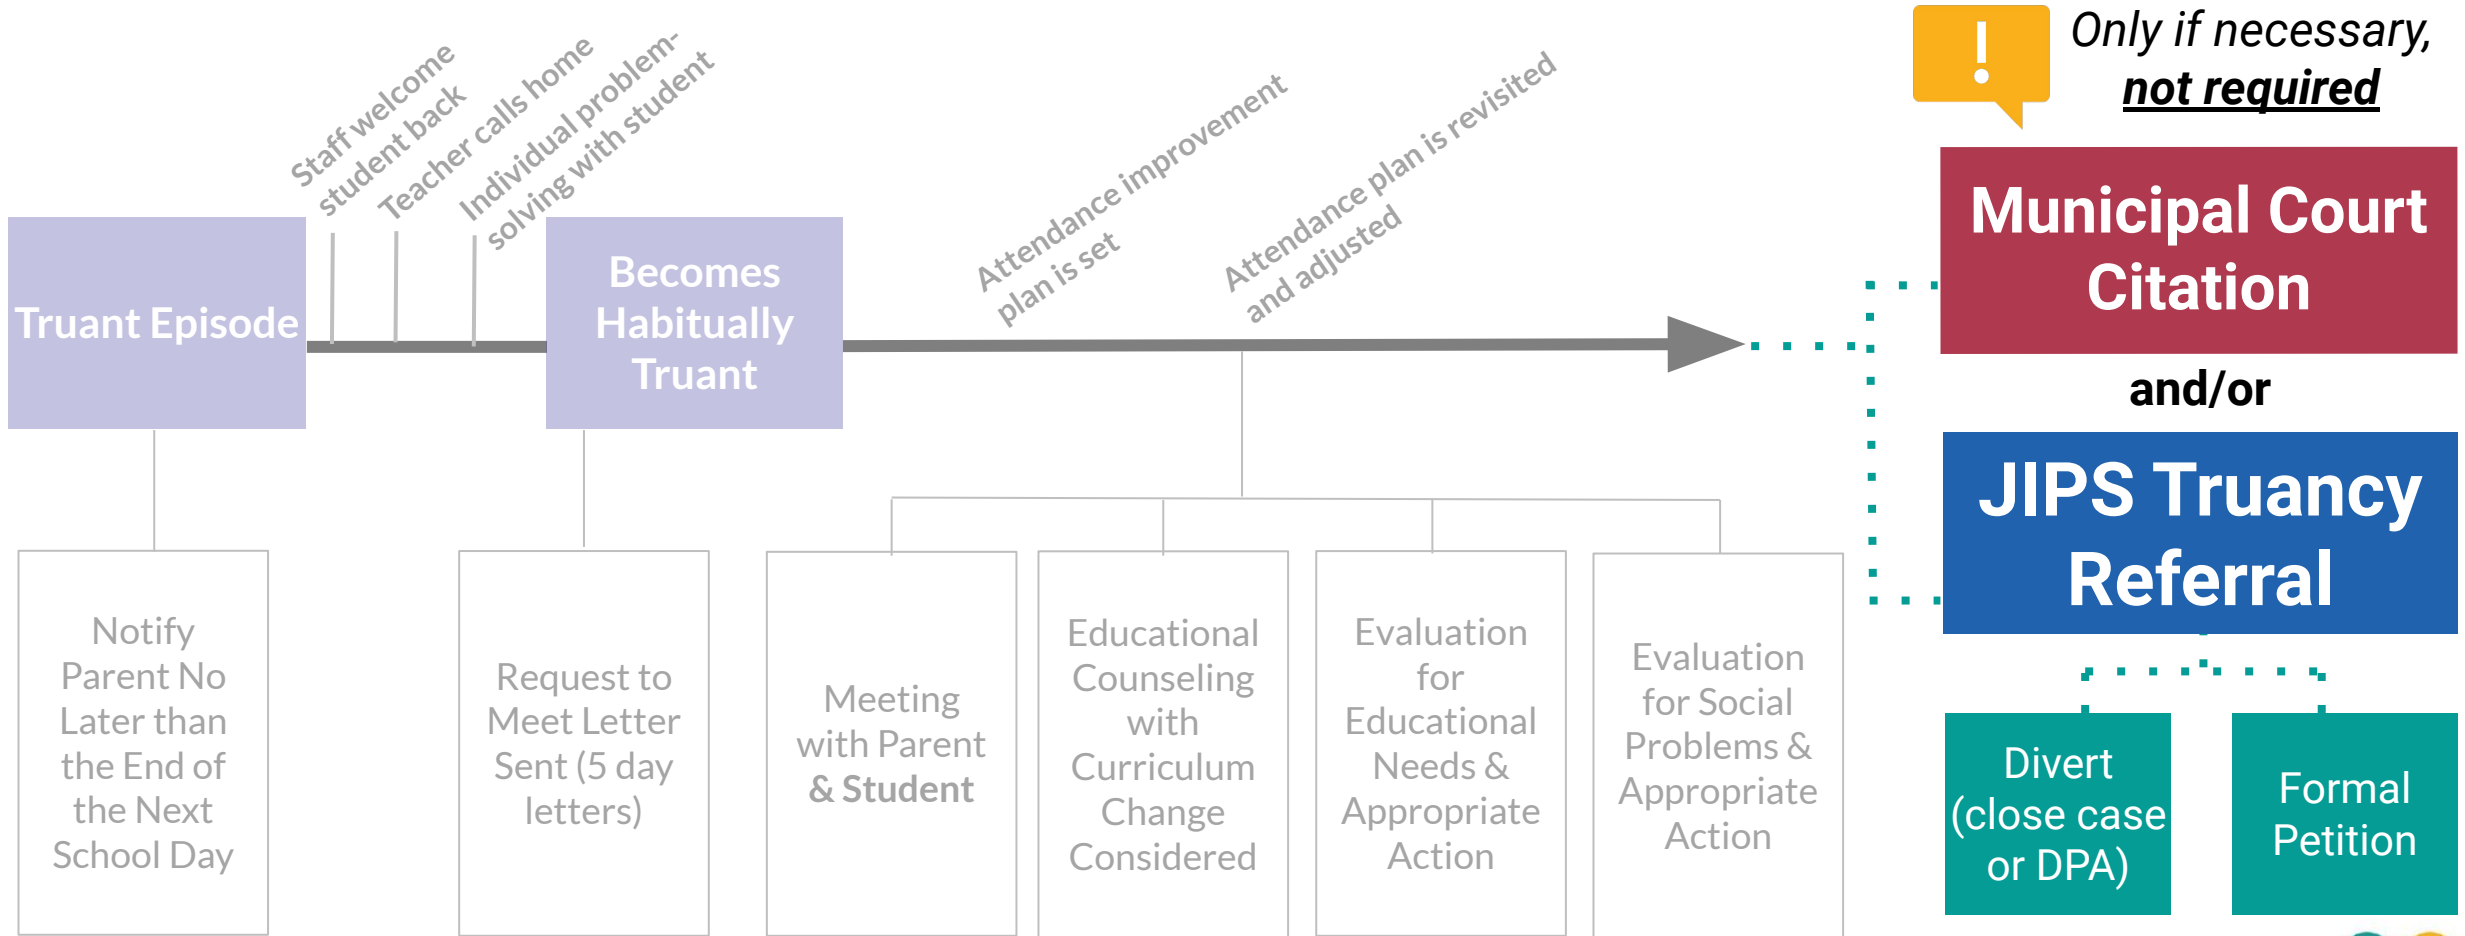 Staff welcome
student back
Teacher calls home
Individual problem-
solving with student
Attendance improvement
plan is set
Attendance plan is revisited
and adjusted
!
Only if necessary,
not required
Truant Episode
Becomes
Habitually
Truant
Municipal Court
Citation
and/or
JIPS Truancy
Referral
Notify
Parent No
Later than
the End of
the Next
School Day
Request to
Meet Letter
Sent (5 day
letters)
Meeting
with Parent
& Student
Educational
Counseling
with
Curriculum
Change
Considered
Evaluation
for
Educational
Needs &
Appropriate
Action
Evaluation
for Social
Problems &
Appropriate
Action
Divert
(close case
or DPA)
Formal
Petition